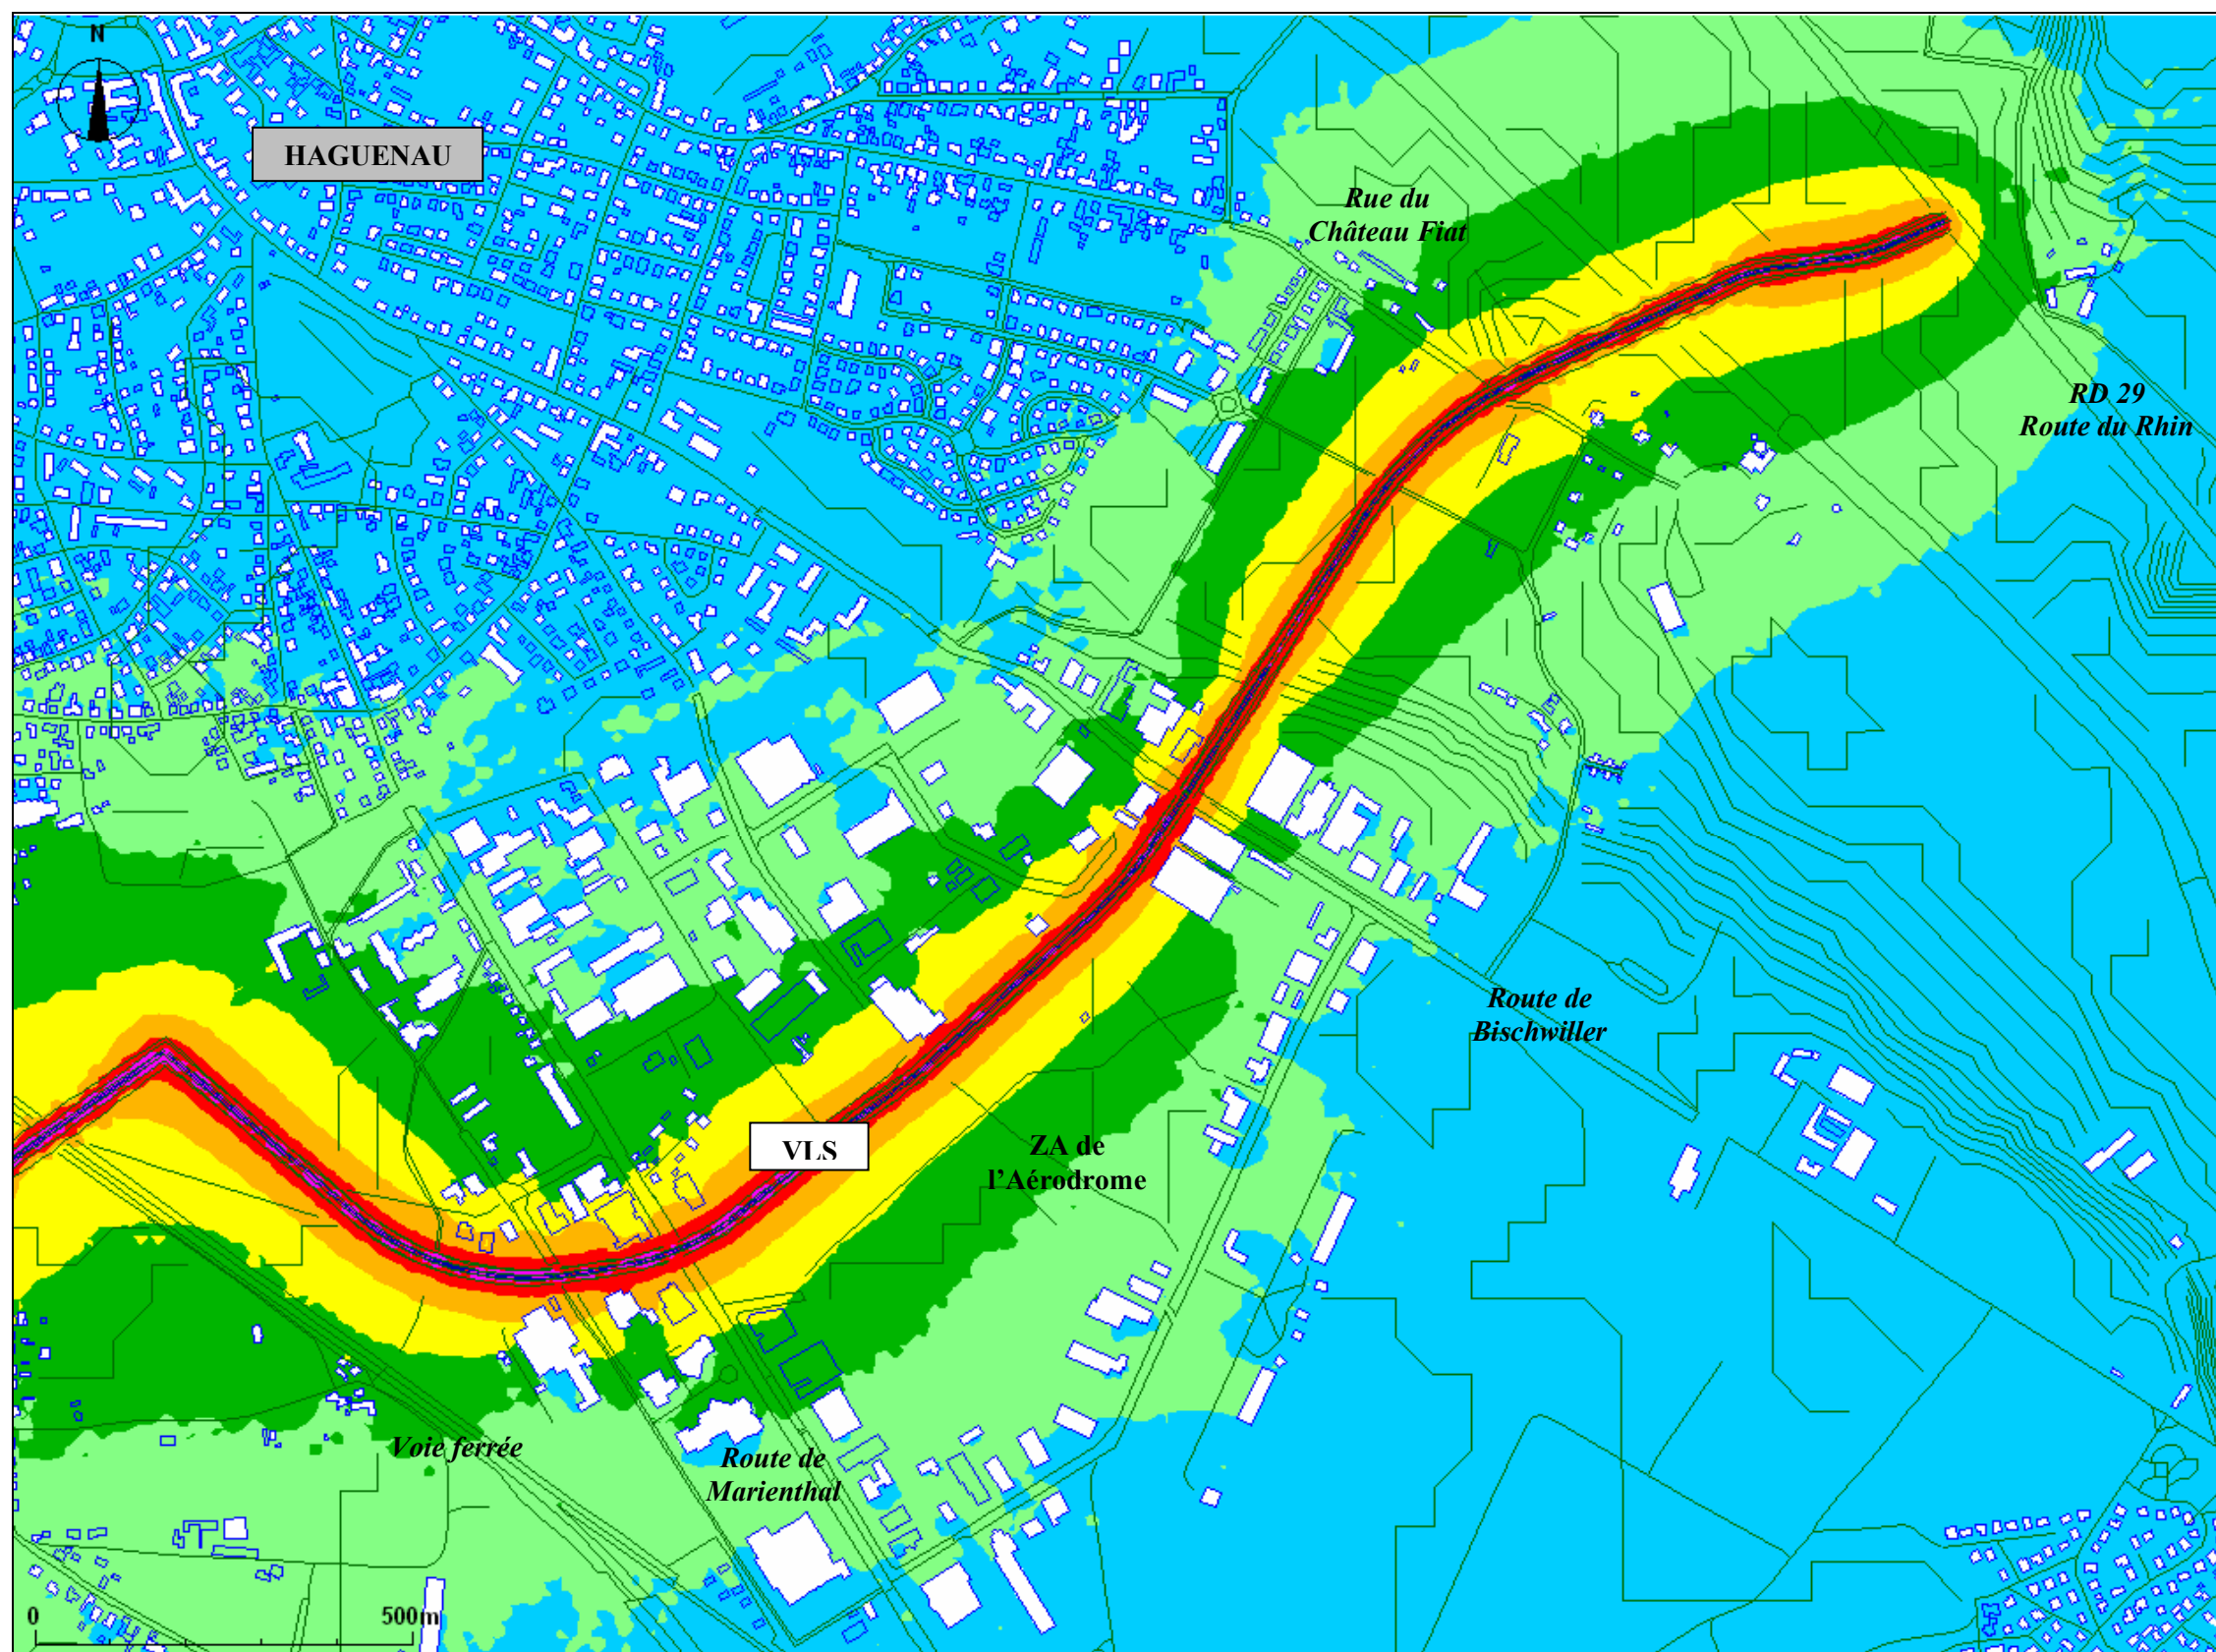 N
HAGUENAU
Rue du
Château Fiat
RD 29
Route du Rhin
Route de
Bischwiller
VLS
ZA de
l'Aérodrome
Voie ferrée
Route de
Marienthal
0 500m